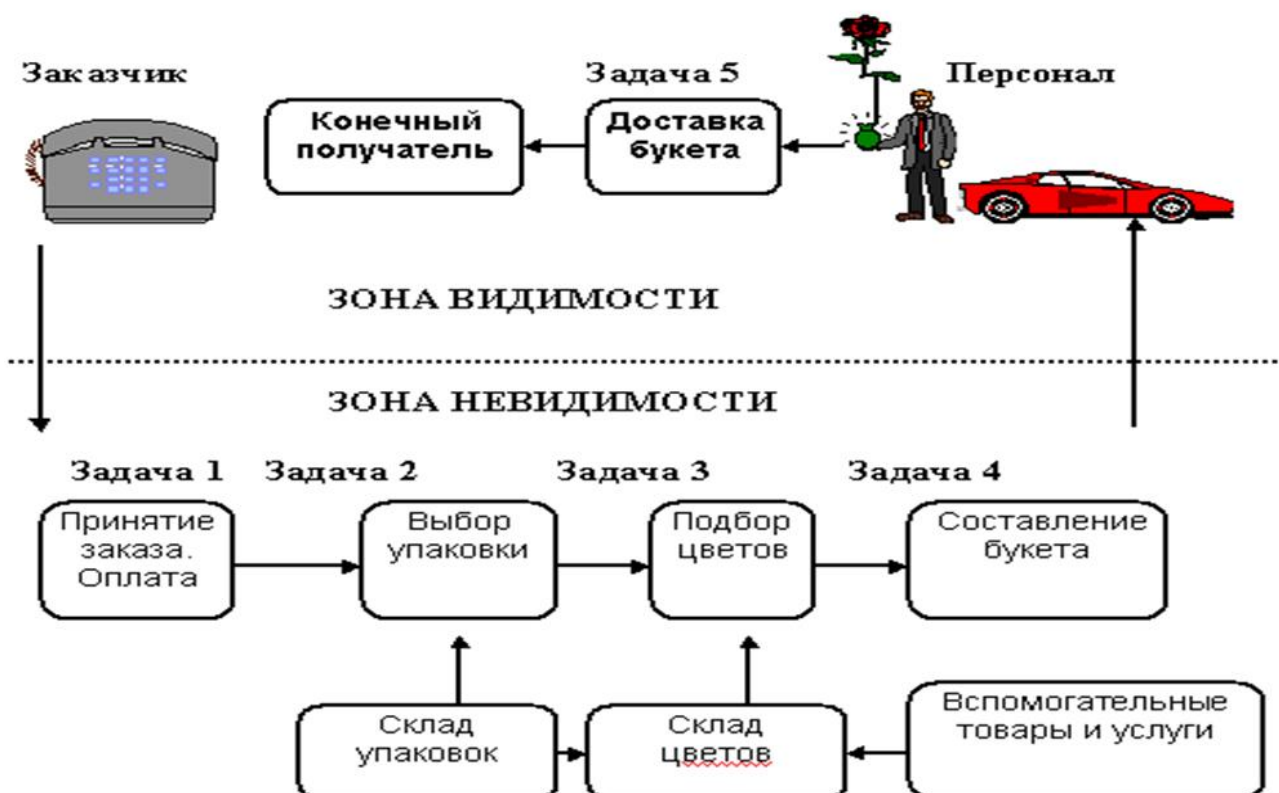 Заказчик
Задача 5
Персонал
Конечный
получатель
Доставка
букета
ЗОНА ВИДИМОСТИ
ЗОНА НЕВИДИМОСТИ
Задача 1
Задача 2
Задача 3
Задача 4
Принятие
заказа.
Оплата
Выбор
упаковки
Подбор
цветов
Составление
букета
Склад
упаковок
Склад
цветов
Вспомогательные
товары и услуги